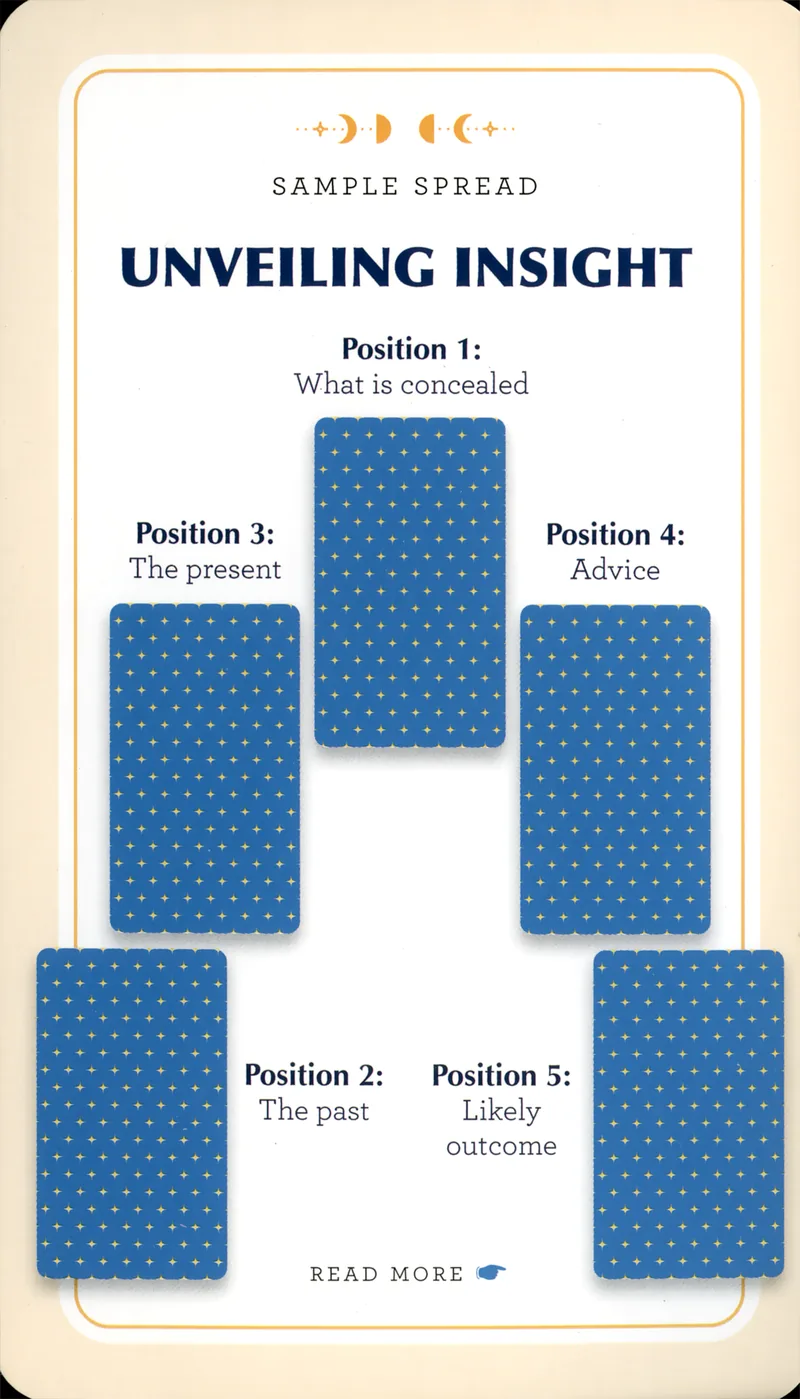 SAMPLE SPREAD
UNVEILING INSIGHT
Position 1:
What is concealed
Position 3:
The present
Position 4:
Advice
Position 2:
The past
Position 5:
Likely
outcome
READ MORE